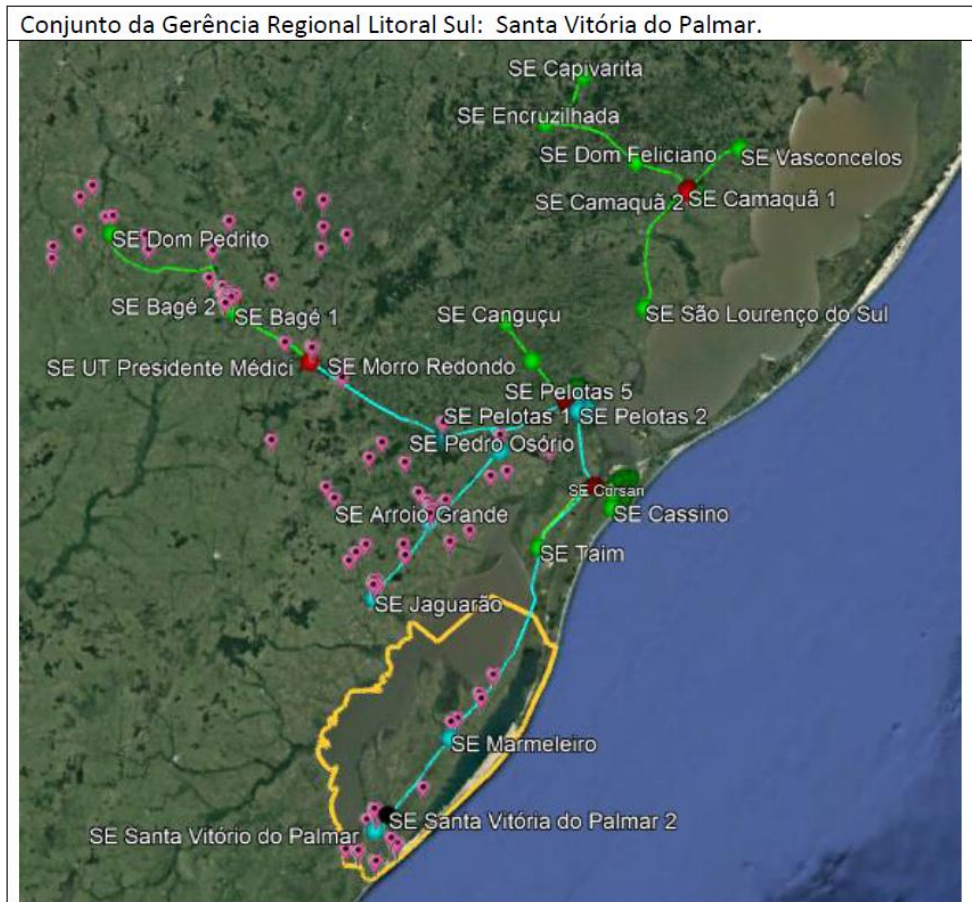 Conjunto da Gerência Regional Litoral Sul: Santa Vitória do Palmar.
SE Capivarita
SE Encruzilhada
SE Dom Feliciano
SE Vasconcelos
SE Camaquã 2
SE Camaquã 1
SE Dom Pedrito
SE Bagé 2
SE Bagé 1
SE Canguçu
SE São Lourenço do Sul
SE UT Presidente Médici
SE Morro Redondo
SE Pelotas 5
SE Pelotas 1
SE Pelotas 2
SE Pedro Osório
SE Corsan
SE Arroio Grande
SE Cassino
SE Taim
SE Jaguarão
SE Marmeleiro
SE Santa Vitória do Palmar 2
SE Santa Vitório do Palmar